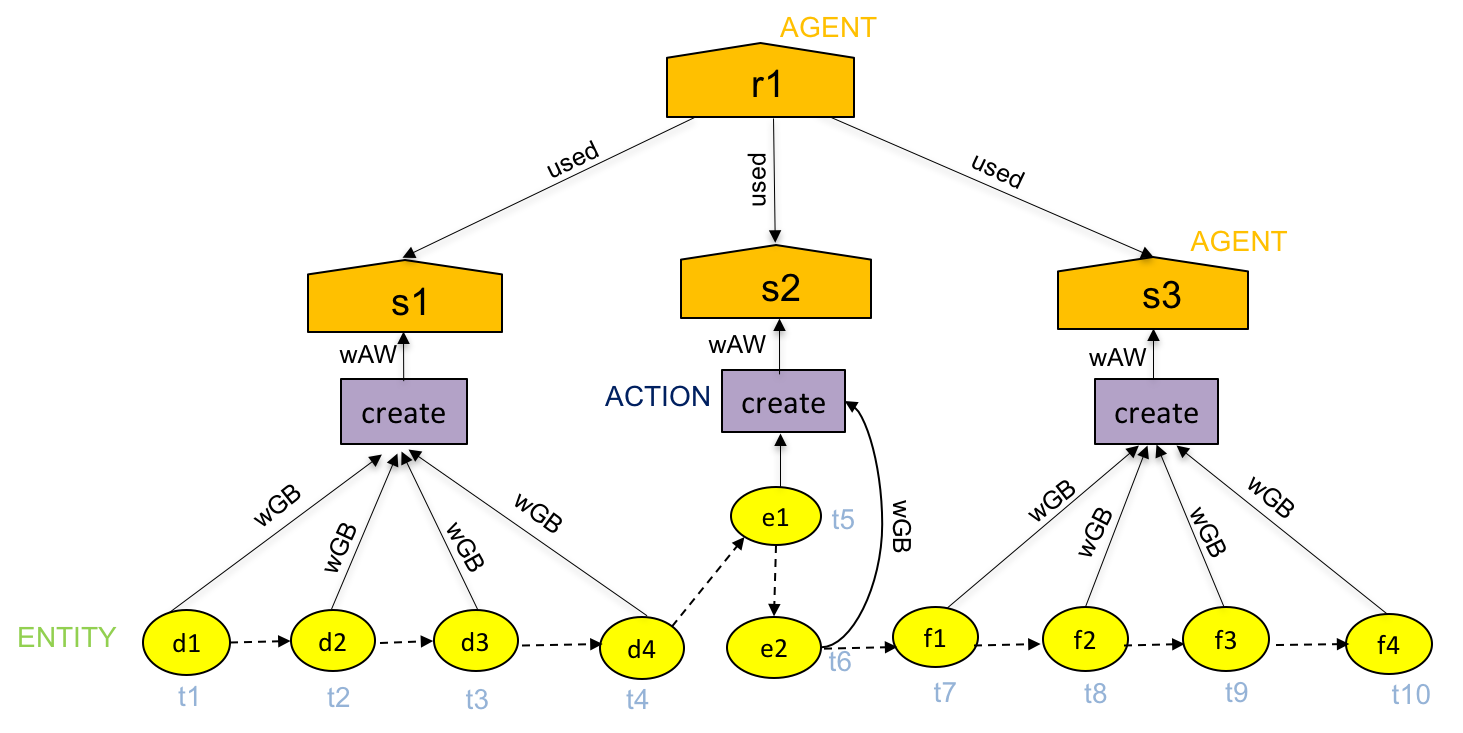 AGENT
r1
used
used
used
AGENT
s1
s2
s3
wAW
wAW
wAW
create
ACTION
create
create
wGB
wGB
wGB
wGB
e1
t5
wGB
wGB
wGB
wGB
wGB
ENTITY
d1
d2
d3
d4
e2
f1
f2
f3
f4
t1
t2
t3
t4
t6
t7
t8
t9
t10